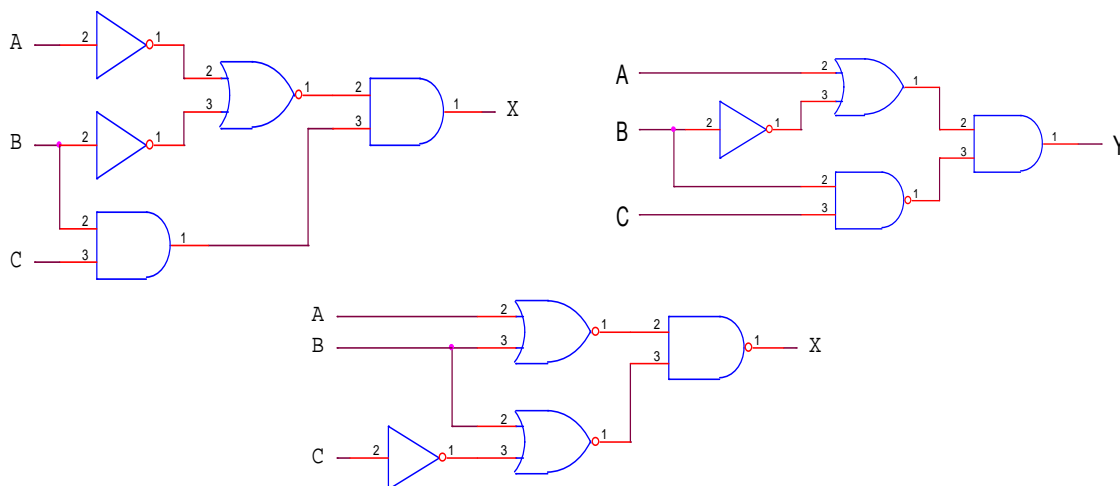 A 2 1
2 1 2 1 X
3 3
B 2 1
2 1
C 3
A 2 1
3 2 1 Y
B 2 1 3
2 1
C 3
A 2 1 2 1 X
B 3 3
2 1
C 2 1 3